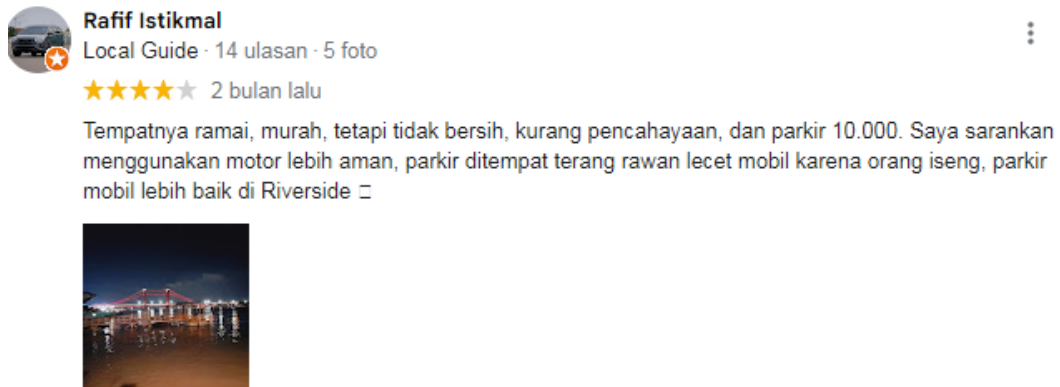 Rafif Istikmal
Local Guide · 14 ulasan · 5 foto
2 bulan lalu
Tempatnya ramai, murah, tetapi tidak bersih, kurang pencahayaan, dan parkir 10.000. Saya sarankan
menggunakan motor lebih aman, parkir ditempat terang rawan lecet mobil karena orang iseng, parkir
mobil lebih baik di Riverside